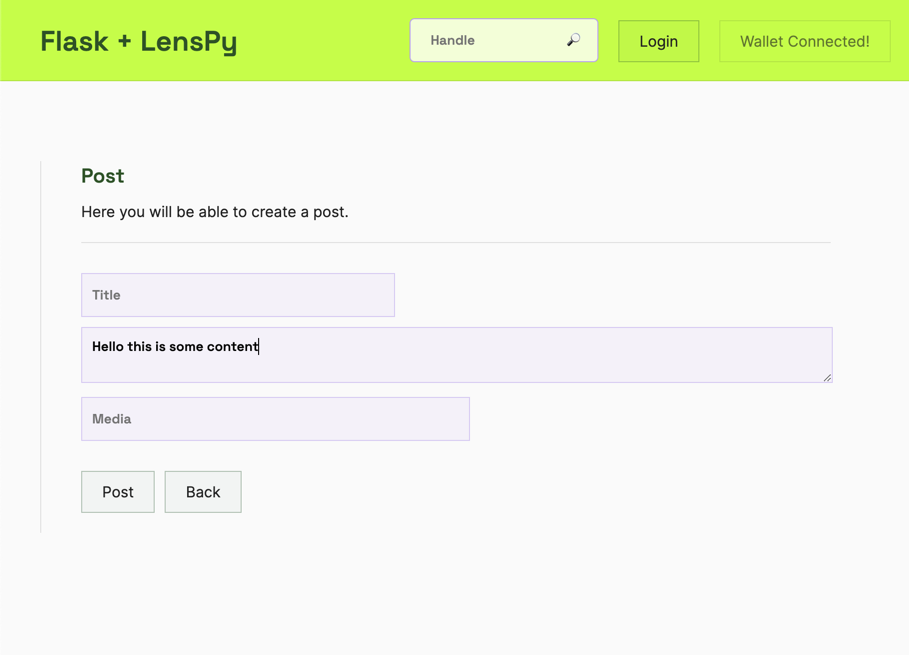 Flask + LensPy
Handle
Login
Wallet Connected!
Post
Here you will be able to create a post.
Title
Hello this is some content
Media
Post
Back